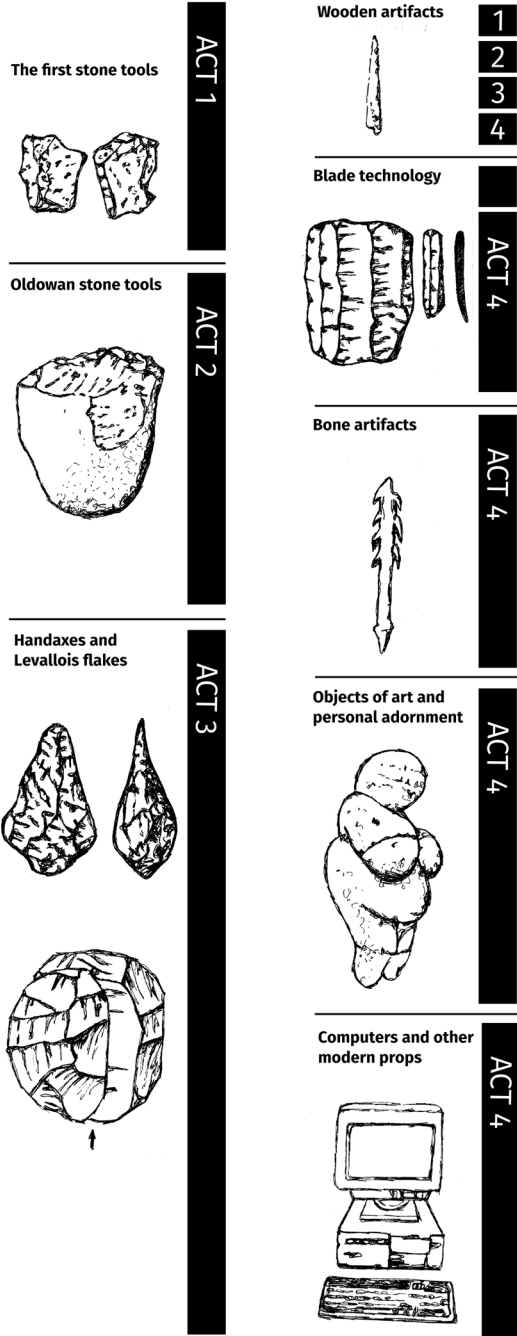 The first stone tools
ACT 1
Oldowan stone tools
ACT 2
Handaxes and
Levallois flakes
ACT 3
Wooden artifacts
1
2
3
4
Blade technology
ACT 4
Bone artifacts
ACT 4
Objects of art and
personal adornment
ACT 4
Computers and other
modern props
ACT 4